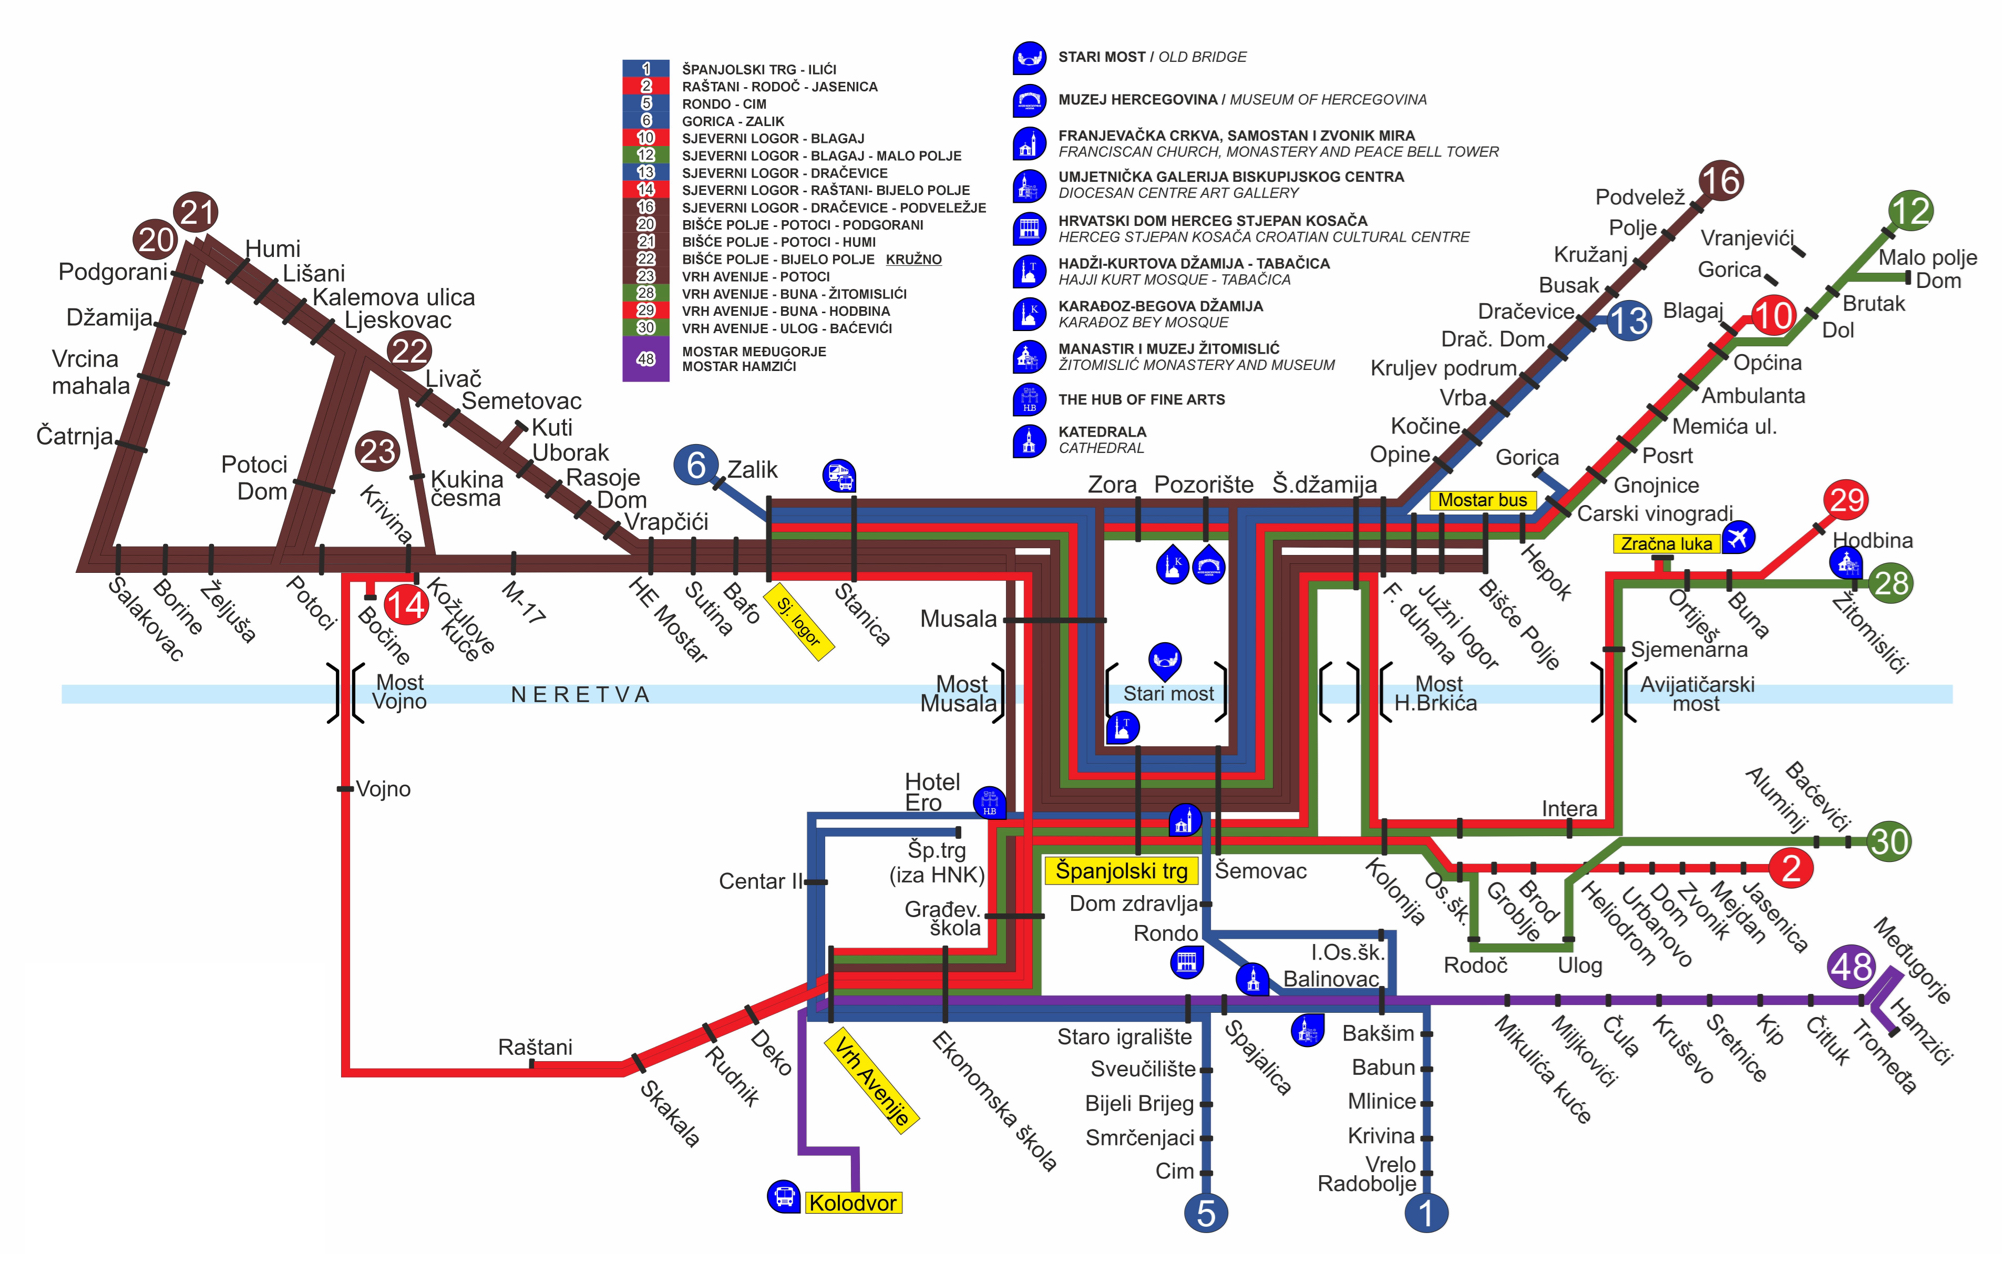 1 ŠPANJOLSKI TRG - ILIĆI
2 RAŠTANI - RODOČ - JASENICA
5 RONDO - CIM
6 GORICA - ZALIK
10 SJEVERNI LOGOR - BLAGAJ
12 SJEVERNI LOGOR - BLAGAJ - MALO POLJE
13 SJEVERNI LOGOR - DRAČEVICE
14 SJEVERNI LOGOR - RAŠTANI- BIJELO POLJE
16 SJEVERNI LOGOR - DRAČEVICE - PODVELEŽJE
20 BIŠĆE POLJE - POTOCI - PODGORANI
21 BIŠĆE POLJE - POTOCI - HUMI
22 BIŠĆE POLJE - BIJELO POLJE KRUŽNO
23 VRH AVENIJE - POTOCI
28 VRH AVENIJE - BUNA - ŽITOMISLIĆI
29 VRH AVENIJE - BUNA - HODBINA
30 VRH AVENIJE - ULOG - BAĆEVIĆI
48 MOSTAR MEĐUGORJE
MOSTAR HAMZIĆI
STARI MOST / OLD BRIDGE
MUZEJ HERCEGOVINA / MUSEUM OF HERCEGOVINA
FRANJEVAČKA CRKVA, SAMOSTAN I ZVONIK MIRA
FRANCISCAN CHURCH, MONASTERY AND PEACE BELL TOWER
UMJETNIČKA GALERIJA BISKUPIJSKOG CENTRA
DIOCESAN CENTRE ART GALLERY
HRVATSKI DOM HERCEG STJEPAN KOSAČA
HERCEG STJEPAN KOSAČA CROATIAN CULTURAL CENTRE
T
HADŽI-KURTOVA DŽAMIJA - TABAČICA
HAJJI KURT MOSQUE - TABAČICA
K
KARAĐOZ-BEGOVA DŽAMIJA
KARAĐOZ BEY MOSQUE
MANASTIR I MUZEJ ŽITOMISLIĆ
ŽITOMISLIĆ MONASTERY AND MUSEUM
H.B
THE HUB OF FINE ARTS
KATEDRALA
CATHEDRAL
21
20
Podgorani
Džamija
Vrcina
mahala
Čatrnja
Humi
Lišani
Kalemova ulica
Ljeskovac
22
Livač
Semetovac
Kuti
Uborak
Rasoje
Dom
Vrapčići
Potoci
Dom
23
Krivina
Kukina
česma
6
Zalik
Salakovac
Borine
Željuša
Potoci
Bočine
14
Kožulove
kuće
M-17
HE Mostar
Sutina
Bafo
Sj. logor
Stanica
Zora
Pozorište
Š.džamija
K
Musala
16
Podvelež
Polje
Kružanj
Busak
Dračevice
13
Drač. Dom
Kruljev podrum
Vrba
Kočine
Opine
Vranjevići
Gorica
12
Malo polje
Dom
Brutak
Dol
Blagaj
10
Općina
Ambulanta
Memića ul.
Posrt
Gnojnice
Gorica
Carski vinogradi
Mostar bus
Hepok
F. duhana
Južni logor
Bišće Polje
Zračna luka
29
Hodbina
28
Ortiješ
Buna
Žitomislići
Sjemenarna
NERETVA
Most
Vojno
Most
Musala
Stari most
T
Most
H.Brkića
Avijatičarski
most
Vojno
Hotel
Ero
H.B
Šp.trg
(iza HNK)
Centar II
Građev.
škola
Španjolski trg
Šemovac
Dom zdravlja
Rondo
I.Os.šk.
Balinovac
Kolonija
Intera
Os.šk.
Groblje
Brod
Heliodrom
Urbanovo
Dom
Zvonik
Mejdan
Jasenica
2
Aluminij
Baćevići
30
Rodoč
Ulog
48
Međugorje
Hamzići
Raštani
Skakala
Rudnik
Deko
Vrh Avenije
Ekonomska škola
Kolodvor
Staro igralište
Sveučilište
Bijeli Brijeg
Smrčenjaci
Cim
5
Spajalica
Bakšim
Babun
Mlinice
Krivina
Vrelo
Radobolje
1
Mikulića kuće
Miljkovići
Čula
Kruševo
Sretnice
Kip
Čitluk
Tromeđa